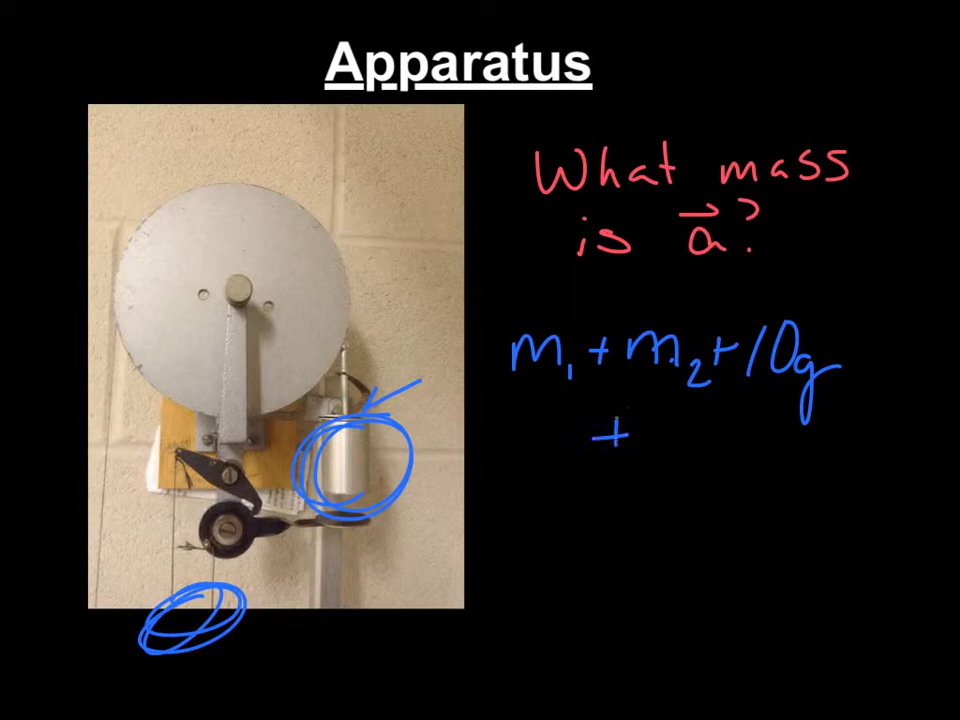 Apparatus
What mass
is a⃗?
m₁ + m₂ + 10g
+